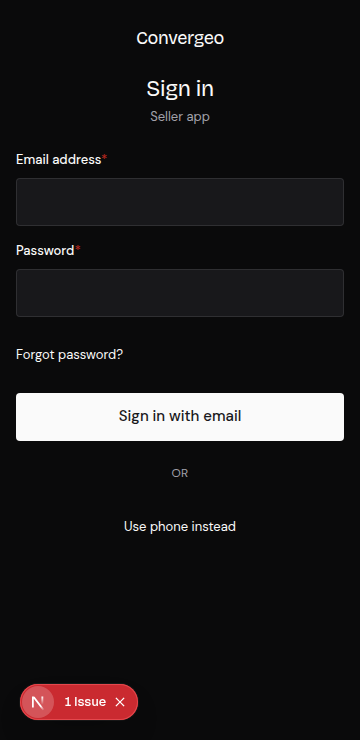 Convergeo
Sign in
Seller app
Email address*
Password*
Forgot password?
Sign in with email
OR
Use phone instead
N 1 Issue